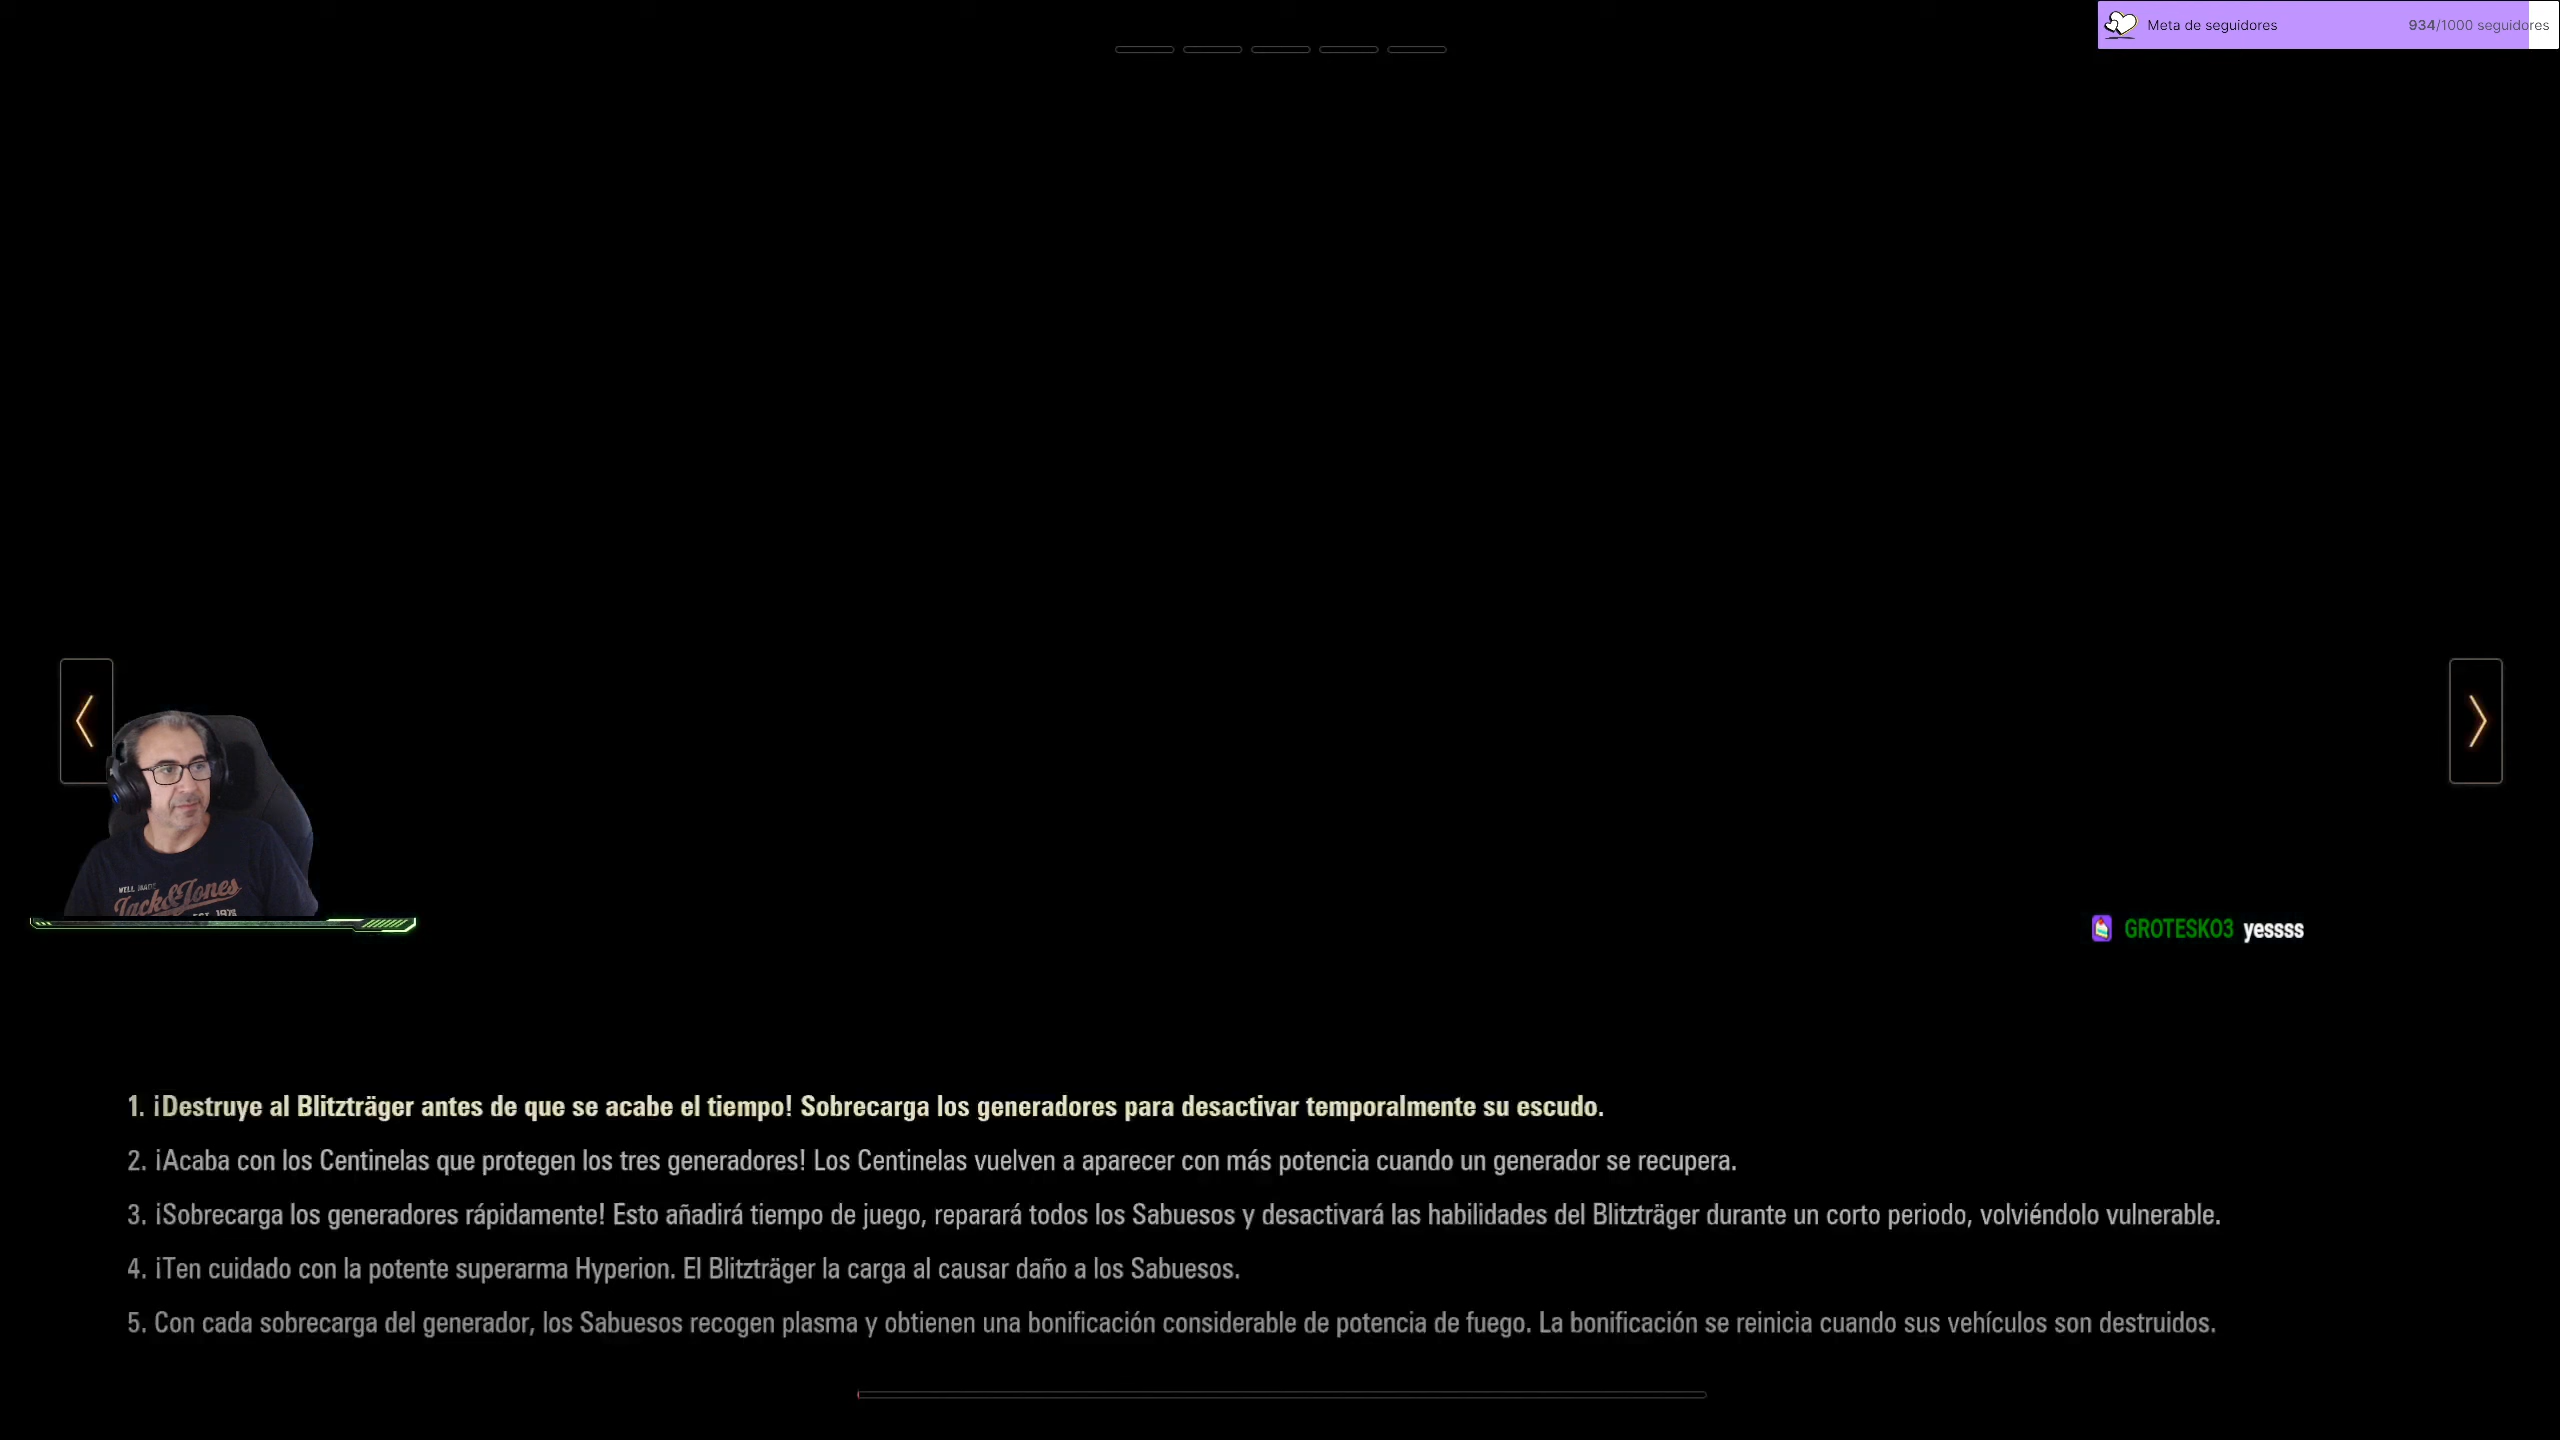 Meta de seguidores 934/1000 seguidores
WELL MADE
Jack&Jones
EST. 1975
GROTESKO3 yessss
1. ¡Destruye al Blitzträger antes de que se acabe el tiempo! Sobrecarga los generadores para desactivar temporalmente su escudo.
2. ¡Acaba con los Centinelas que protegen los tres generadores! Los Centinelas vuelven a aparecer con más potencia cuando un generador se recupera.
3. ¡Sobrecarga los generadores rápidamente! Esto añadirá tiempo de juego, reparará todos los Sabuesos y desactivará las habilidades del Blitzträger durante un corto periodo, volviéndolo vulnerable.
4. ¡Ten cuidado con la potente superarma Hyperion. El Blitzträger la carga al causar daño a los Sabuesos.
5. Con cada sobrecarga del generador, los Sabuesos recogen plasma y obtienen una bonificación considerable de potencia de fuego. La bonificación se reinicia cuando sus vehículos son destruidos.